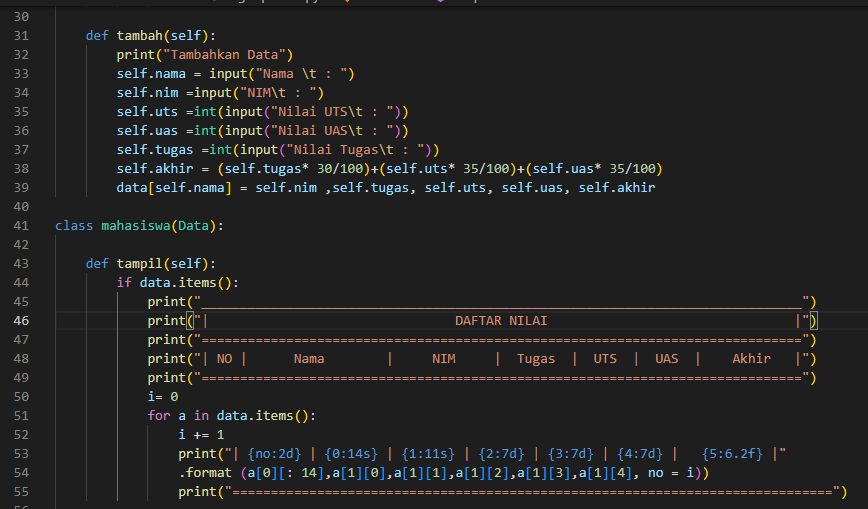 30
31 def tambah(self):
32 print("Tambahkan Data")
33 self.nama = input("Nama \t : ")
34 self.nim =input("NIM\t : ")
35 self.uts =int(input("Nilai UTS\t : "))
36 self.uas =int(input("Nilai UAS\t : "))
37 self.tugas =int(input("Nilai Tugas\t : "))
38 self.akhir = (self.tugas* 30/100)+(self.uts* 35/100)+(self.uas* 35/100)
39 data[self.nama] = self.nim ,self.tugas, self.uts, self.uas, self.akhir
40
41 class mahasiswa(Data):
42
43 def tampil(self):
44 if data.items():
45 print("______________________________________________________________________________")
46 print("| DAFTAR NILAI |")
47 print("==============================================================================")
48 print("| NO | Nama | NIM | Tugas | UTS | UAS | Akhir |")
49 print("==============================================================================")
50 i= 0
51 for a in data.items():
52 i += 1
53 print("| {no:2d} | {0:14s} | {1:11s} | {2:7d} | {3:7d} | {4:7d} | {5:6.2f} |"
54 .format (a[0][: 14],a[1][0],a[1][1],a[1][2],a[1][3],a[1][4], no = i))
55 print("==============================================================================")